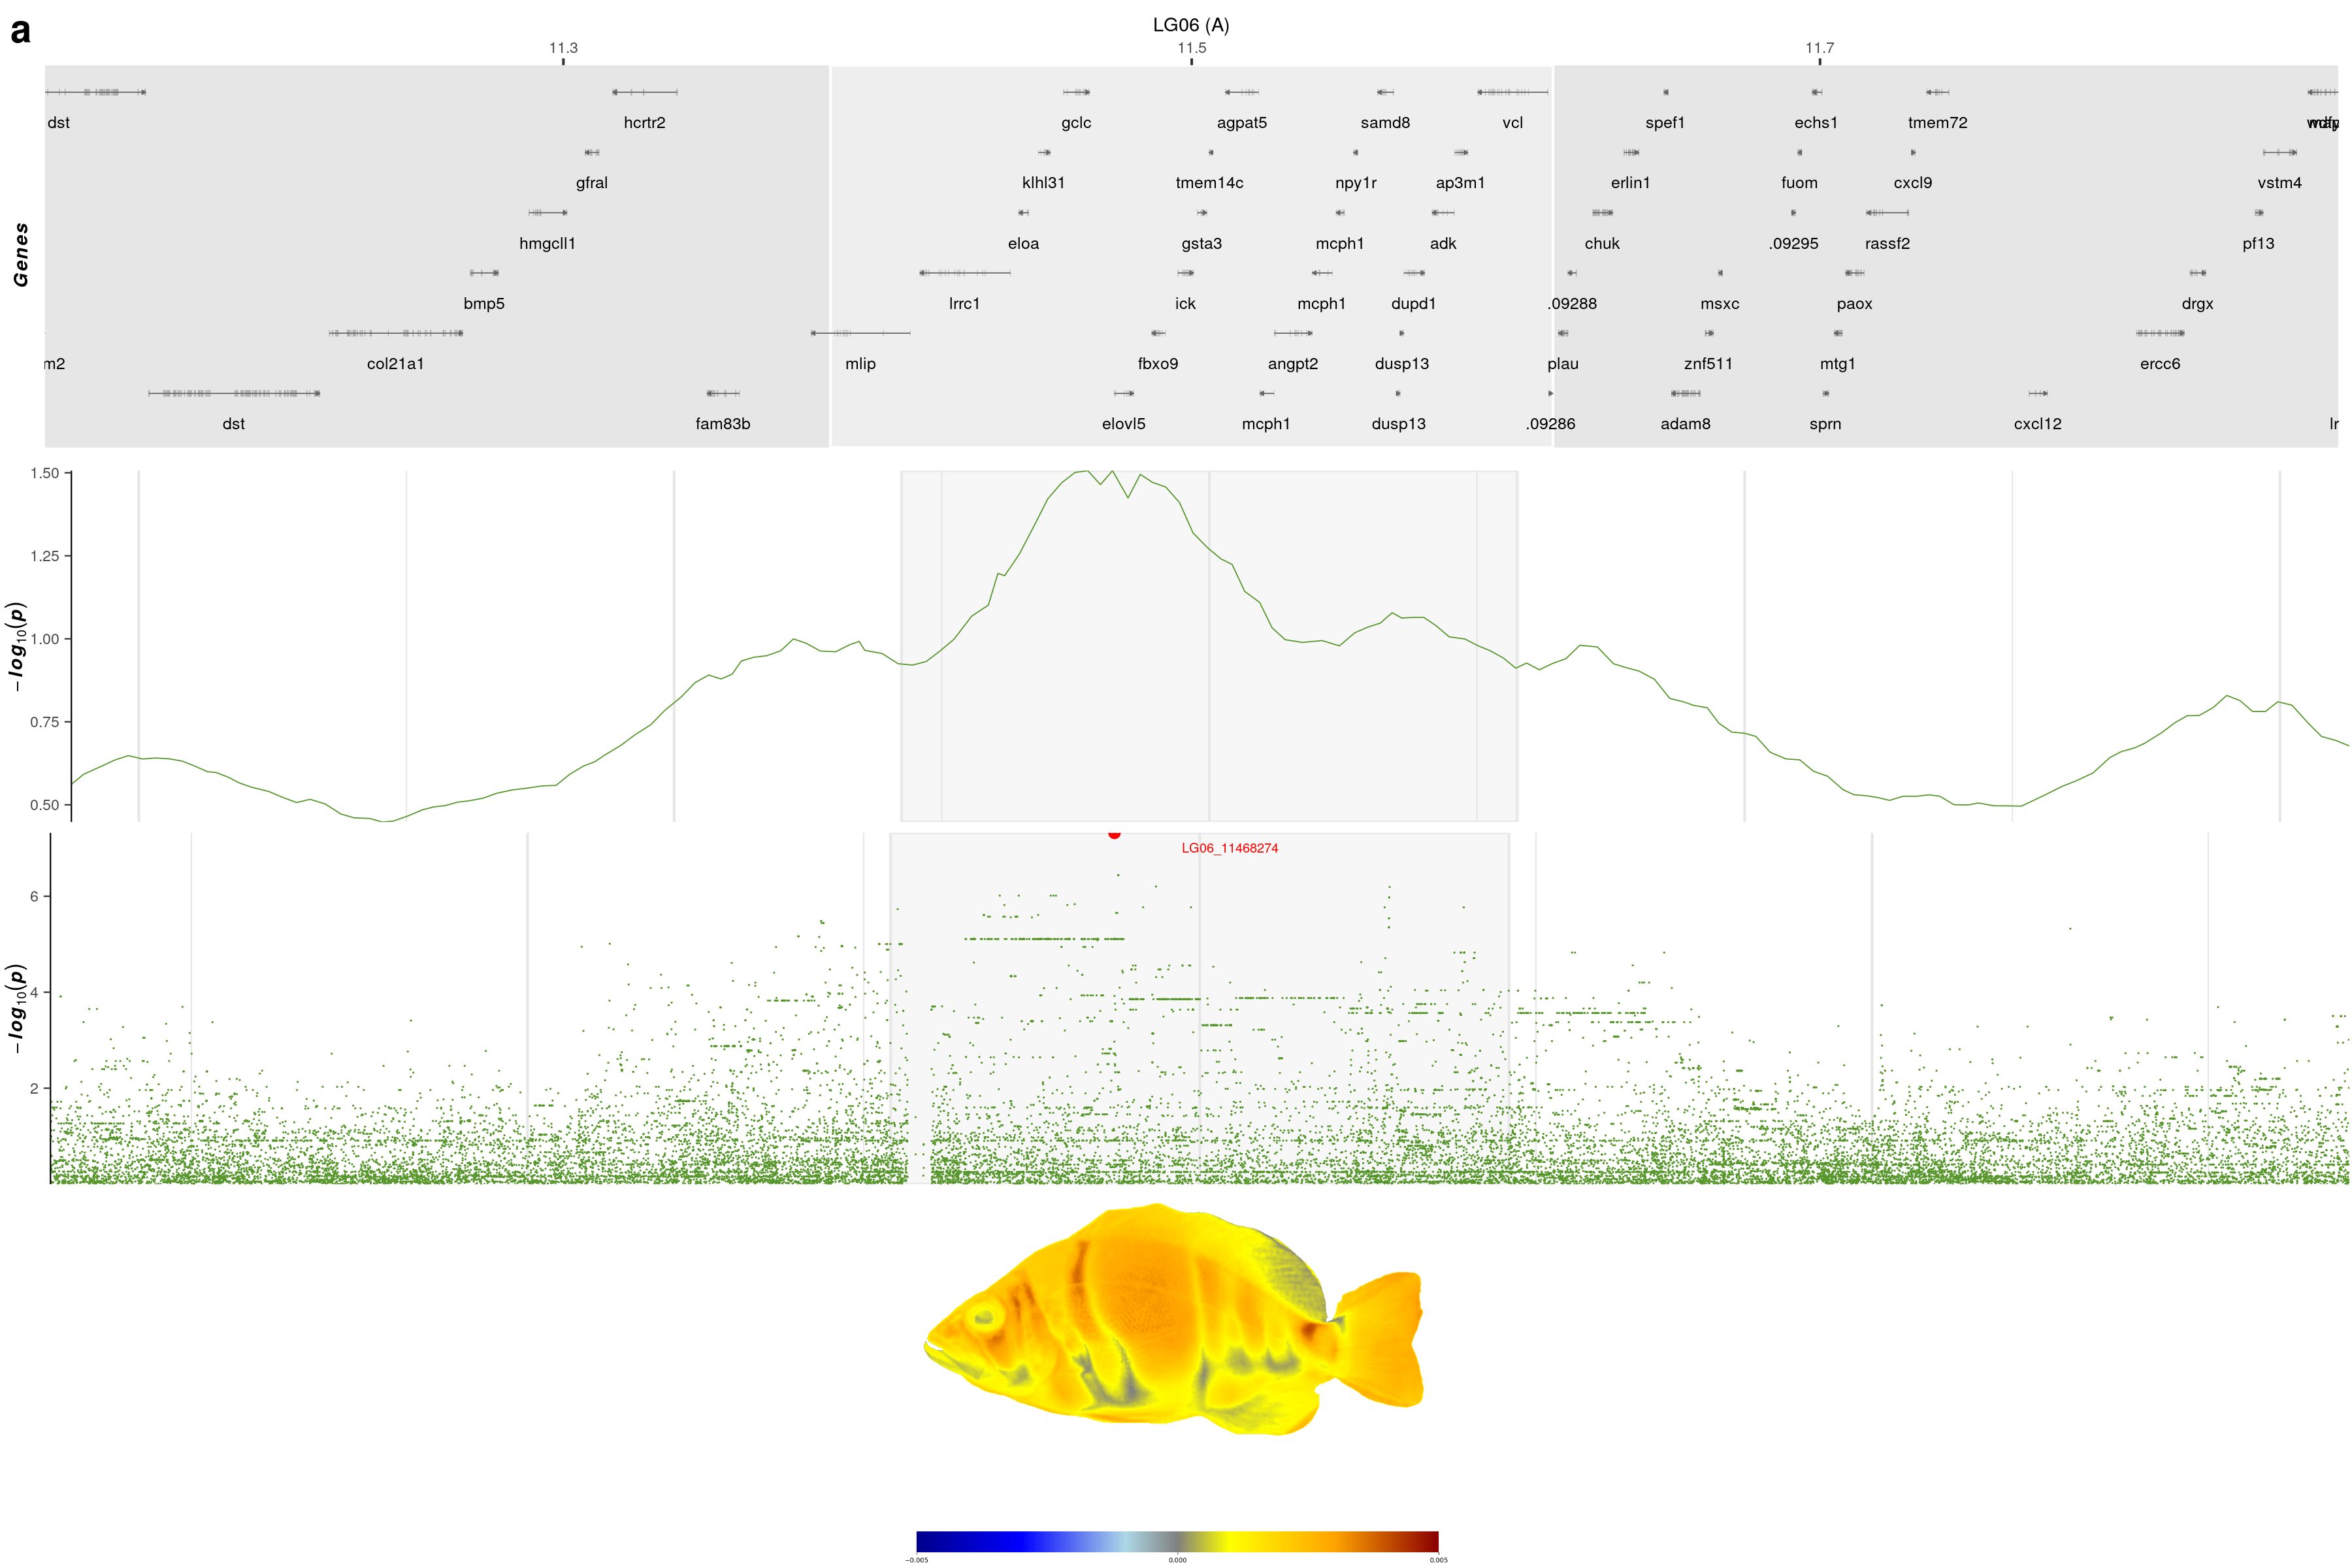 a
LG06 (A)
11.3 11.5 11.7
Genes
dst hcrtr2 gclc agpat5 samd8 vcl spef1 echs1 tmem72
gfral klhl31 tmem14c npy1r ap3m1 erlin1 fuom cxcl9 vstm4
hmgcll1 eloa gsta3 mcph1 adk chuk .09295 rassf2 pf13
bmp5 lrrc1 ick mcph1 dupd1 .09288 msxc paox drgx
m2 col21a1 mlip fbxo9 angpt2 dusp13 plau znf511 mtg1 ercc6
dst fam83b elovl5 mcph1 dusp13 .09286 adam8 sprn cxcl12 lr
−log10(p)
1.50
1.25
1.00
0.75
0.50
−log10(p)
LG06_11468274
6
4
2
−0.005 0.000 0.005